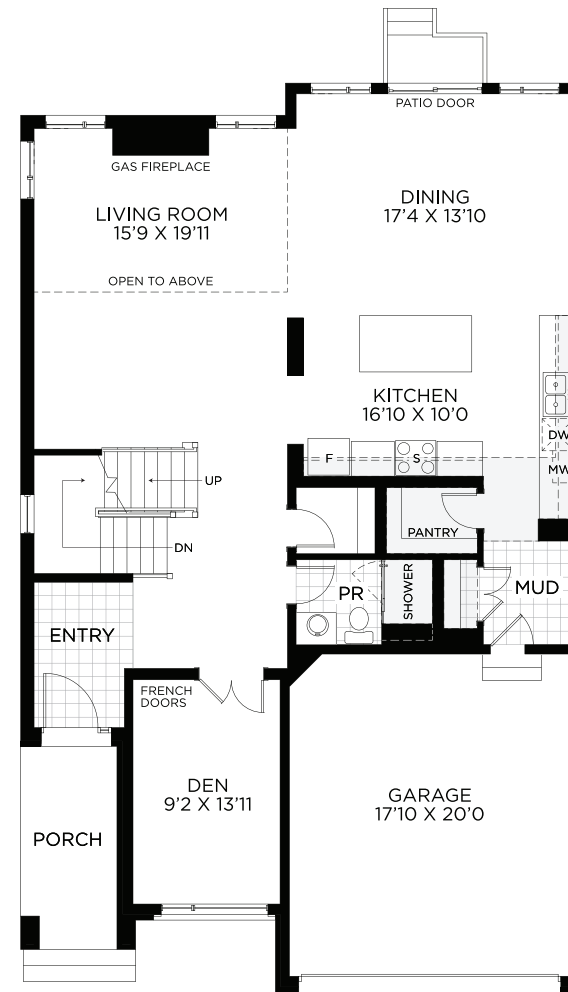 PATIO DOOR
GAS FIREPLACE
LIVING ROOM
15'9 X 19'11
DINING
17'4 X 13'10
OPEN TO ABOVE
KITCHEN
16'10 X 10'0
F
S
DW
MW
UP
DN
PANTRY
PR
SHOWER
MUD
ENTRY
FRENCH
DOORS
DEN
9'2 X 13'11
GARAGE
17'10 X 20'0
PORCH